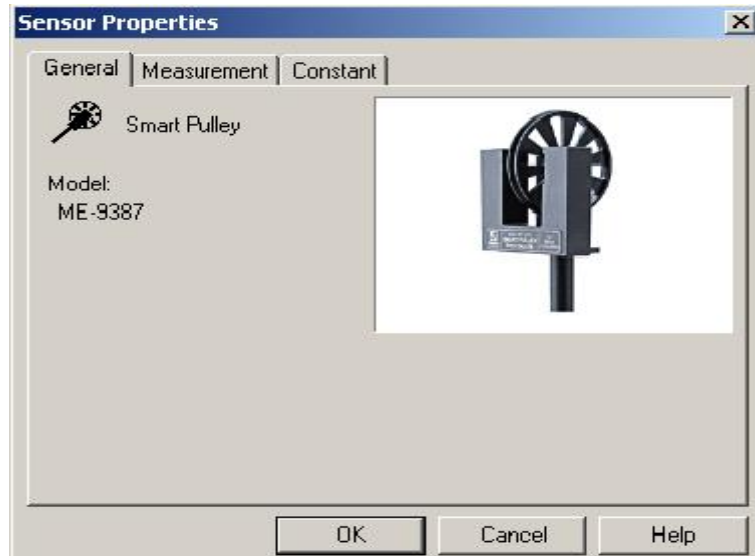 Sensor Properties
General
Measurement
Constant
Smart Pulley
Model:
ME-9387
OK
Cancel
Help